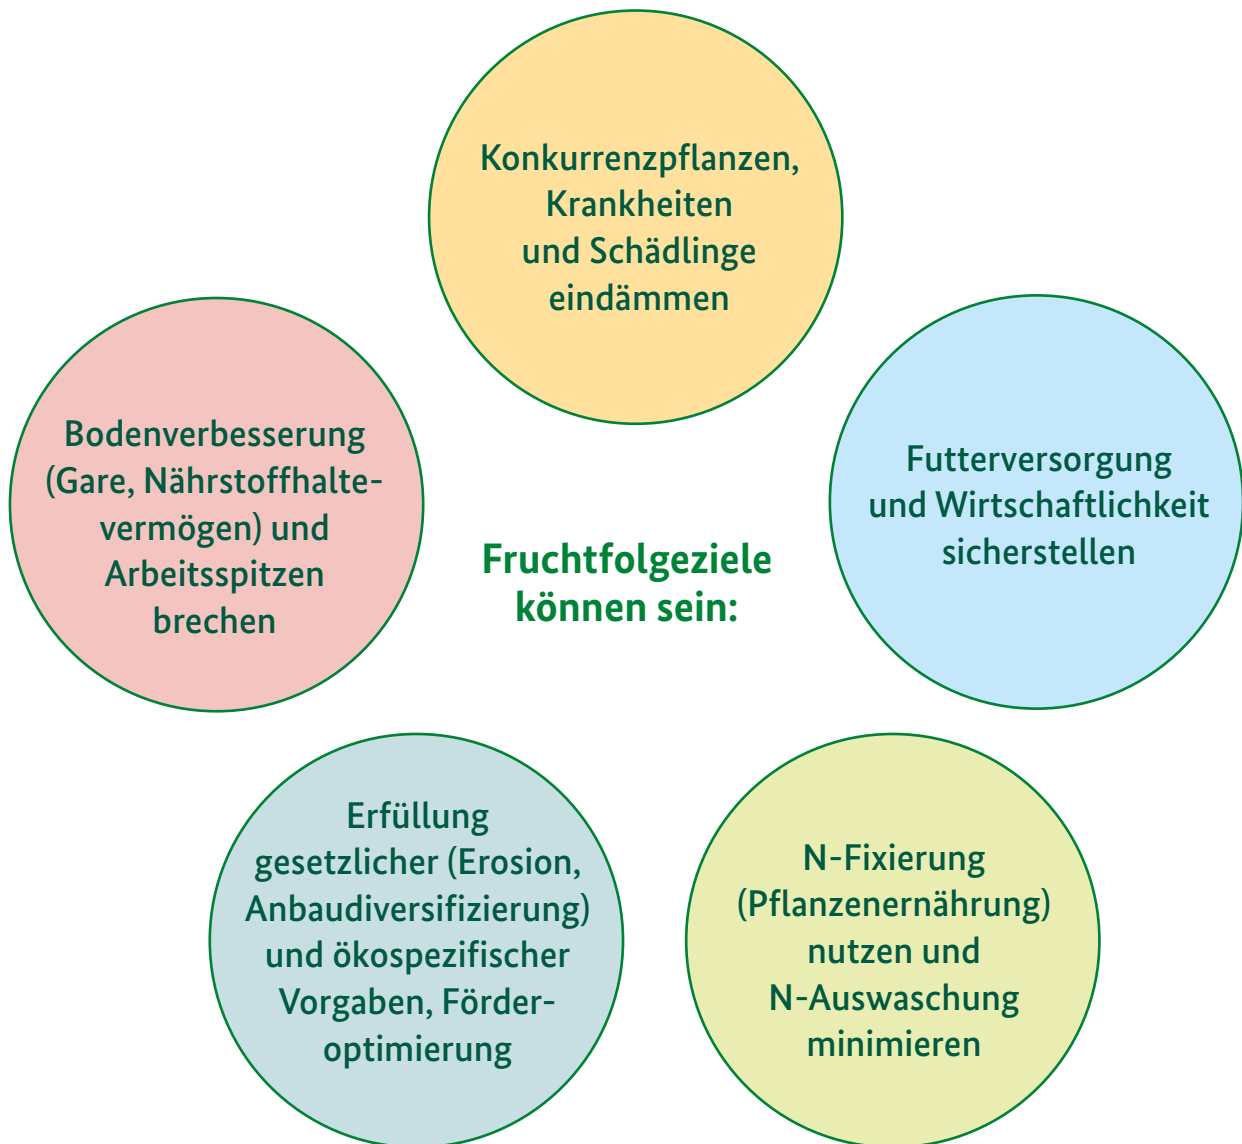 Konkurrenzpflanzen,
Krankheiten
und Schädlinge
eindämmen
Bodenverbesserung
(Gare, Nährstoffhalte-
vermögen) und
Arbeitsspitzen
brechen
Fruchtfolgeziele
können sein:
Futterversorgung
und Wirtschaftlichkeit
sicherstellen
Erfüllung
gesetzlicher (Erosion,
Anbaudiversifizierung)
und ökospezifischer
Vorgaben, Förder-
optimierung
N-Fixierung
(Pflanzenernährung)
nutzen und
N-Auswaschung
minimieren